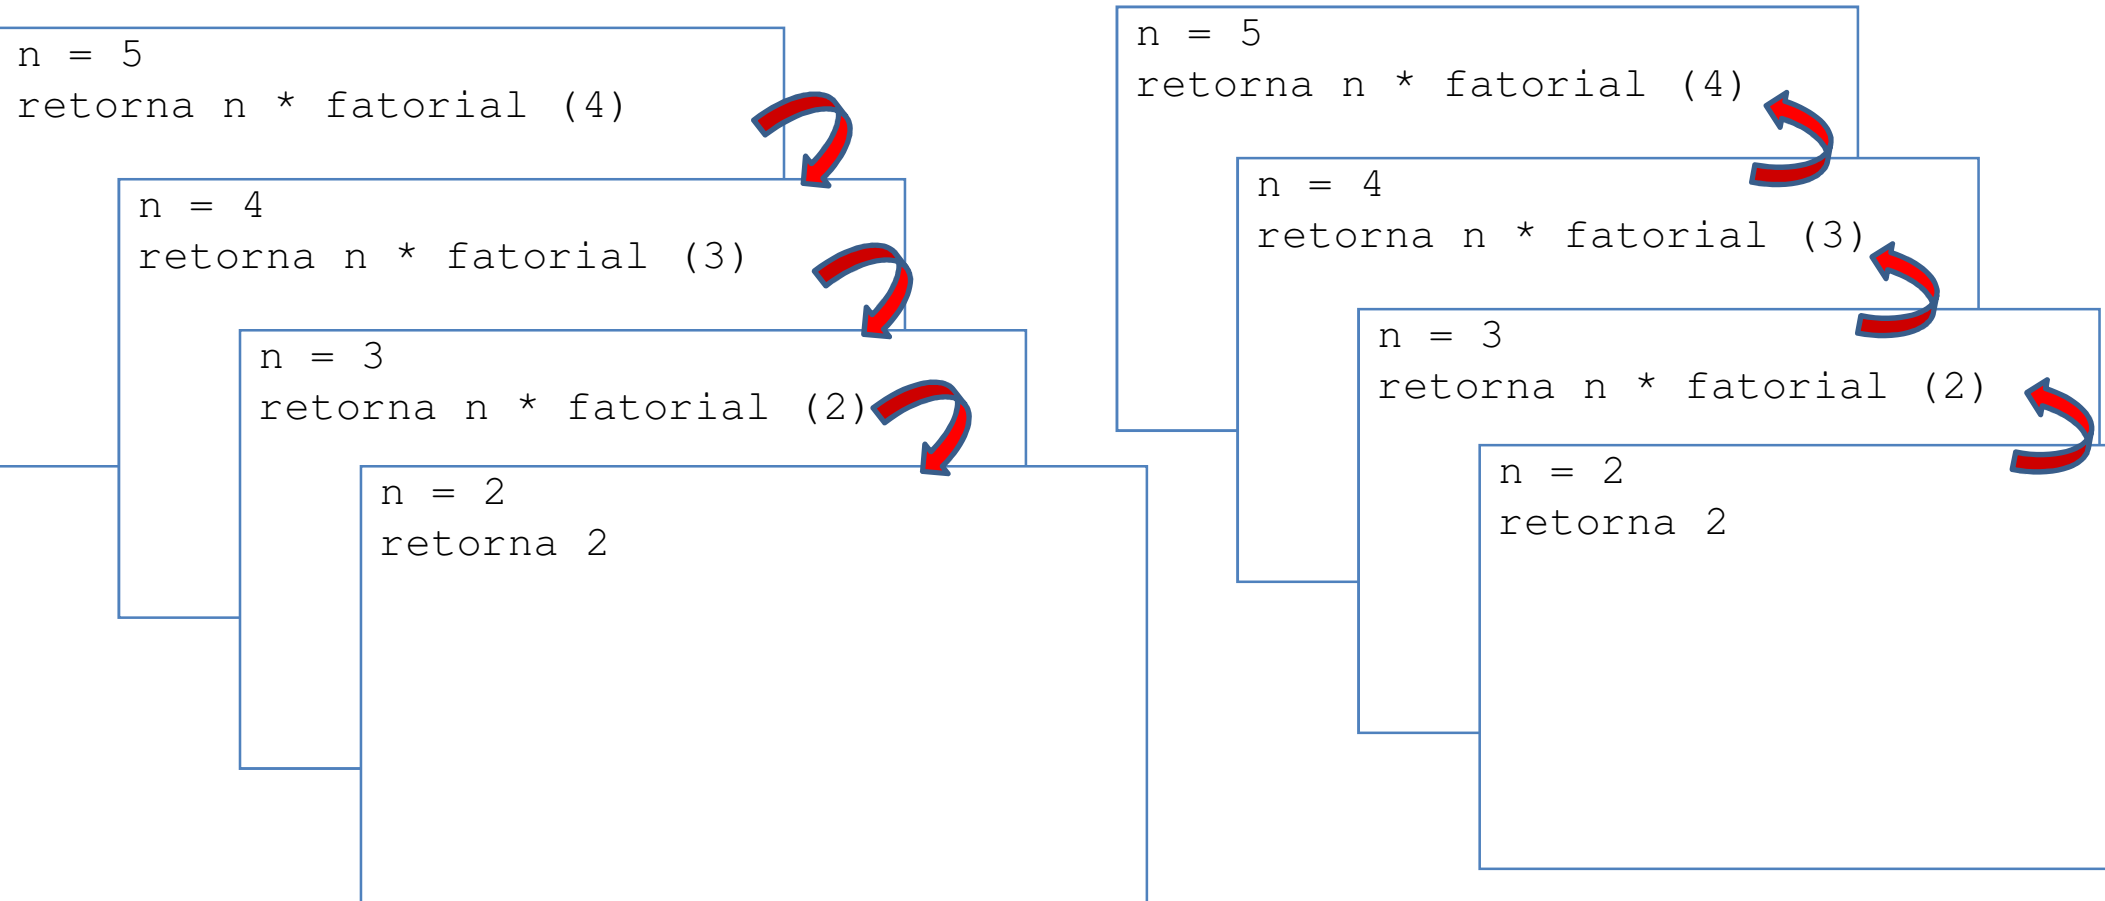 n = 5
retorna n * fatorial (4)
n = 4
retorna n * fatorial (3)
n = 3
retorna n * fatorial (2)
n = 2
retorna 2
n = 5
retorna n * fatorial (4)
n = 4
retorna n * fatorial (3)
n = 3
retorna n * fatorial (2)
n = 2
retorna 2